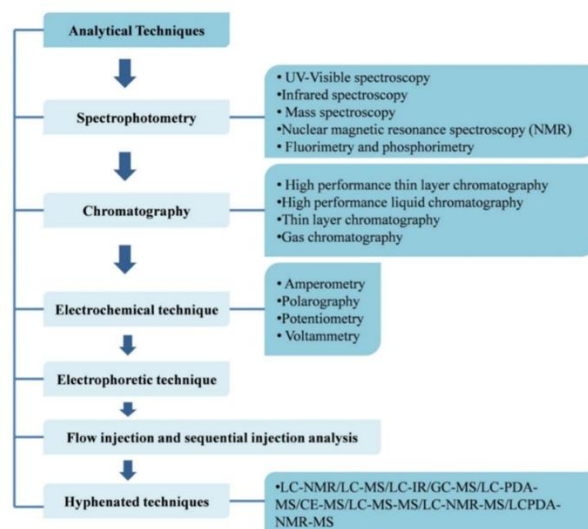 Analytical Techniques
Spectrophotometry
• UV-Visible spectroscopy
•Infrared spectroscopy
• Mass spectroscopy
•Nuclear magnetic resonance spectroscopy (NMR)
• Fluorimetry and phosphorimetry
Chromatography
• High performance thin layer chromatography
•High performance liquid chromatography
•Thin layer chromatography
•Gas chromatography
Electrochemical technique
• Amperometry
•Polarography
•Potentiometry
• Voltammetry
Electrophoretic technique
Flow injection and sequential injection analysis
Hyphenated techniques
•LC-NMR/LC-MS/LC-IR/GC-MS/LC-PDA-
MS/CE-MS/LC-MS-MS/LC-NMR-MS/LCPDA-
NMR-MS